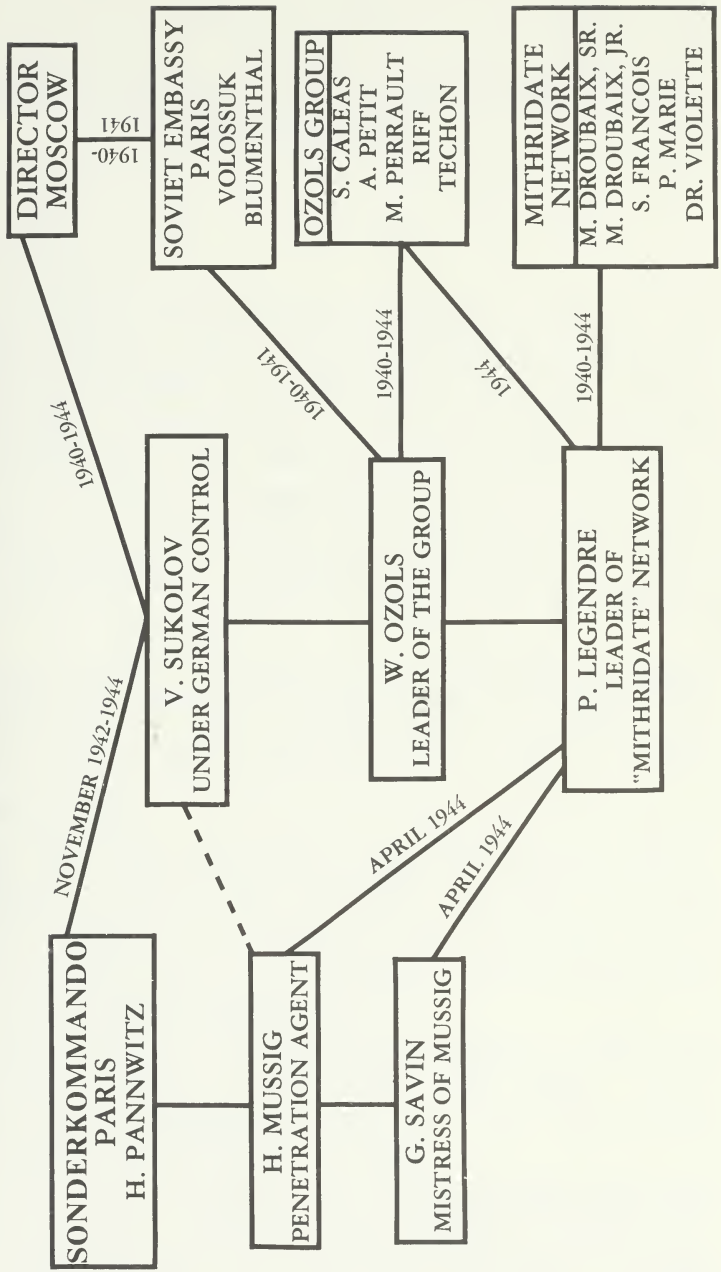 SONDERKOMMANDO
PARIS
H. PANNWITZ
NOVEMBER 1942-1944
1940-1944
DIRECTOR
MOSCOW
1940-
1941
V. SUKOLOV
UNDER GERMAN CONTROL
SOVIET EMBASSY
PARIS
VOLOSSUK
BLUMENTHAL
H. MUSSIG
PENETRATION AGENT
1940-1941
OZOLS GROUP
S. CALEAS
A. PETIT
M. PERRAULT
RIFF
TECHON
W. OZOLS
LEADER OF THE GROUP
1940-1944
G. SAVIN
MISTRESS OF MUSSIG
APRIL 1944
APRIL 1944
1944
P. LEGENDRE
LEADER OF
"MITHRIDATE" NETWORK
1940-1944
MITHRIDATE
NETWORK
M. DROUBAIX, SR.
M. DROUBAIX, JR.
S. FRANCOIS
P. MARIE
DR. VIOLETTE